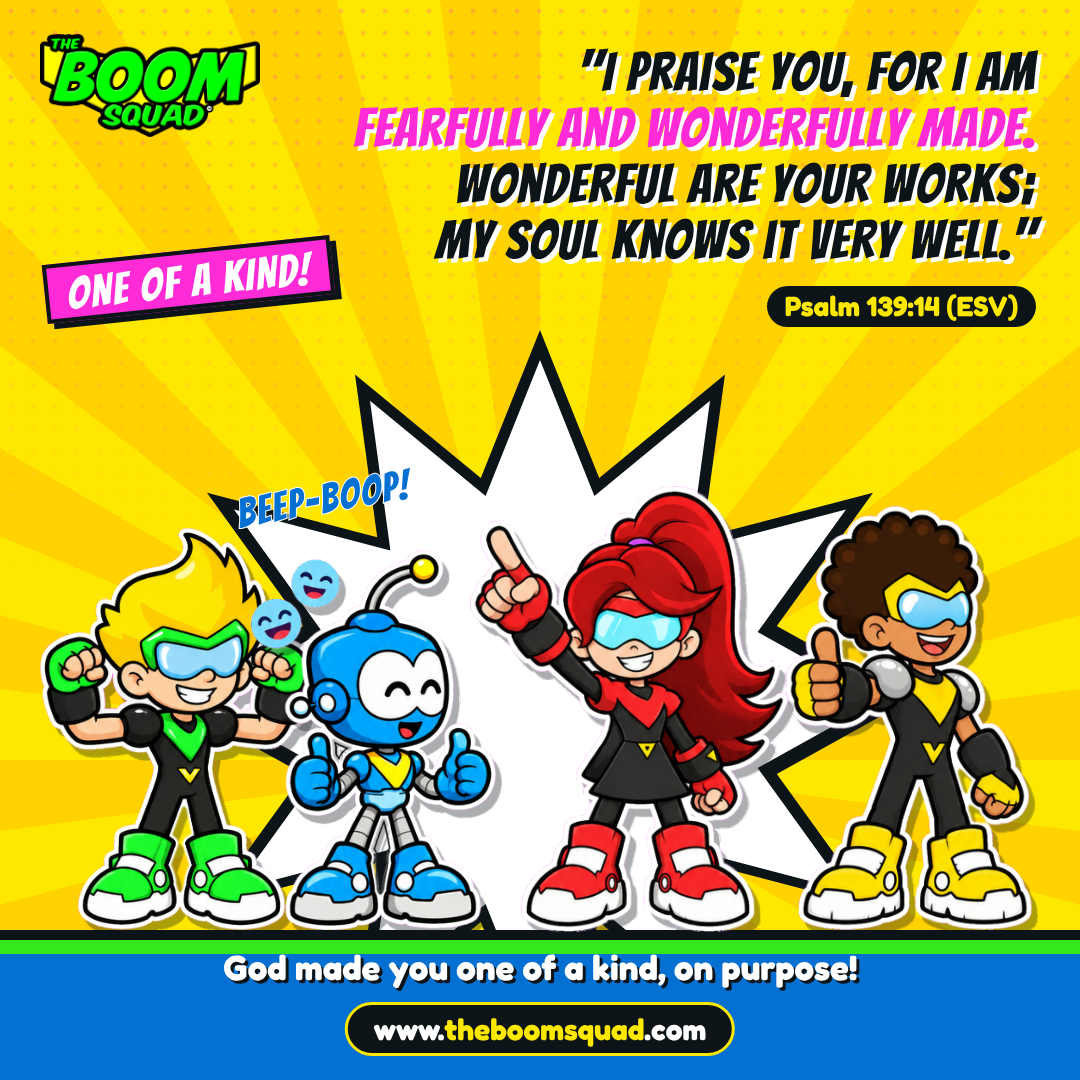 THE
BOOM
SQUAD
"I PRAISE YOU, FOR I AM
FEARFULLY AND WONDERFULLY MADE.
WONDERFUL ARE YOUR WORKS;
MY SOUL KNOWS IT VERY WELL."
Psalm 139:14 (ESV)
ONE OF A KIND!
BEEP-BOOP!
God made you one of a kind, on purpose!
www.theboomsquad.com